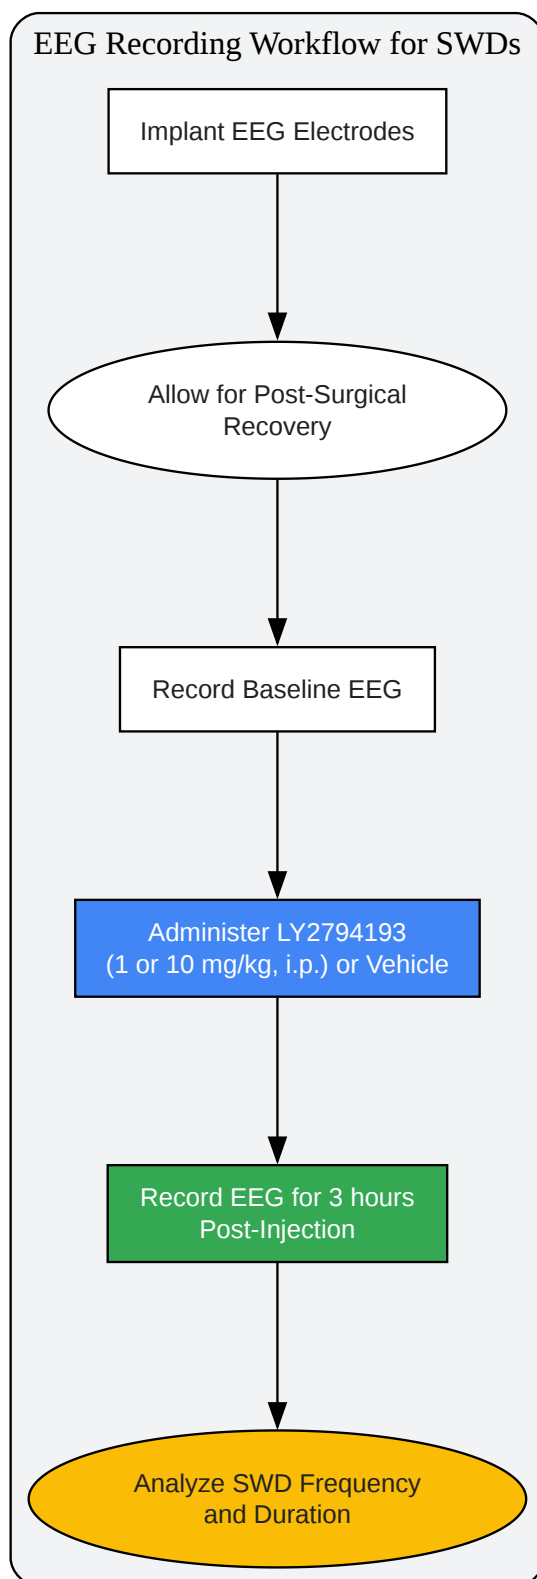 EEG Recording Workflow for SWDs
Implant EEG Electrodes
Allow for Post-Surgical
Recovery
Record Baseline EEG
Administer LY2794193
(1 or 10 mg/kg, i.p.) or Vehicle
Record EEG for 3 hours
Post-Injection
Analyze SWD Frequency
and Duration